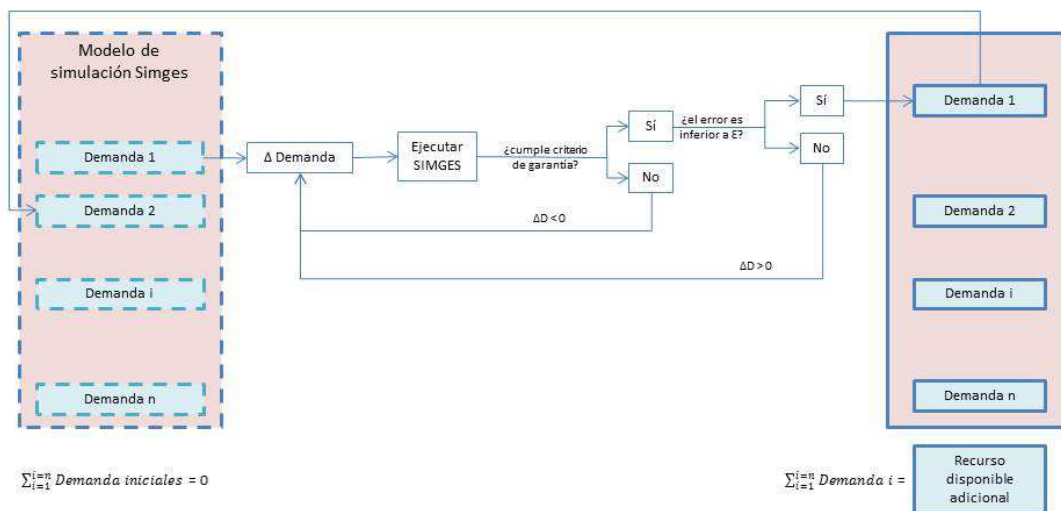 Modelo de
simulación Simges
Demanda 1
Demanda 2
Demanda i
Demanda n
Δ Demanda
Ejecutar
SIMGES
¿cumple criterio
de garantía?
Sí
No
¿el error es
inferior a Ɛ?
Sí
No
ΔD < 0
ΔD > 0
Demanda 1
Demanda 2
Demanda i
Demanda n
∑_{i=1}^{i=n} Demanda iniciales = 0
∑_{i=1}^{i=n} Demanda i =
Recurso
disponible
adicional